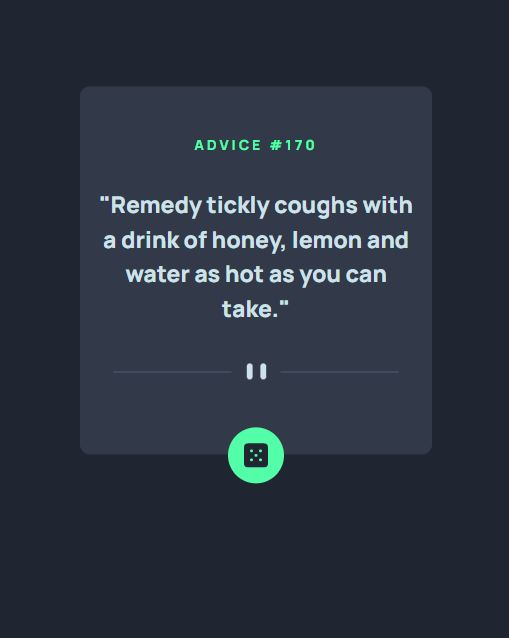 ADVICE #170
"Remedy tickly coughs with
a drink of honey, lemon and
water as hot as you can
take."